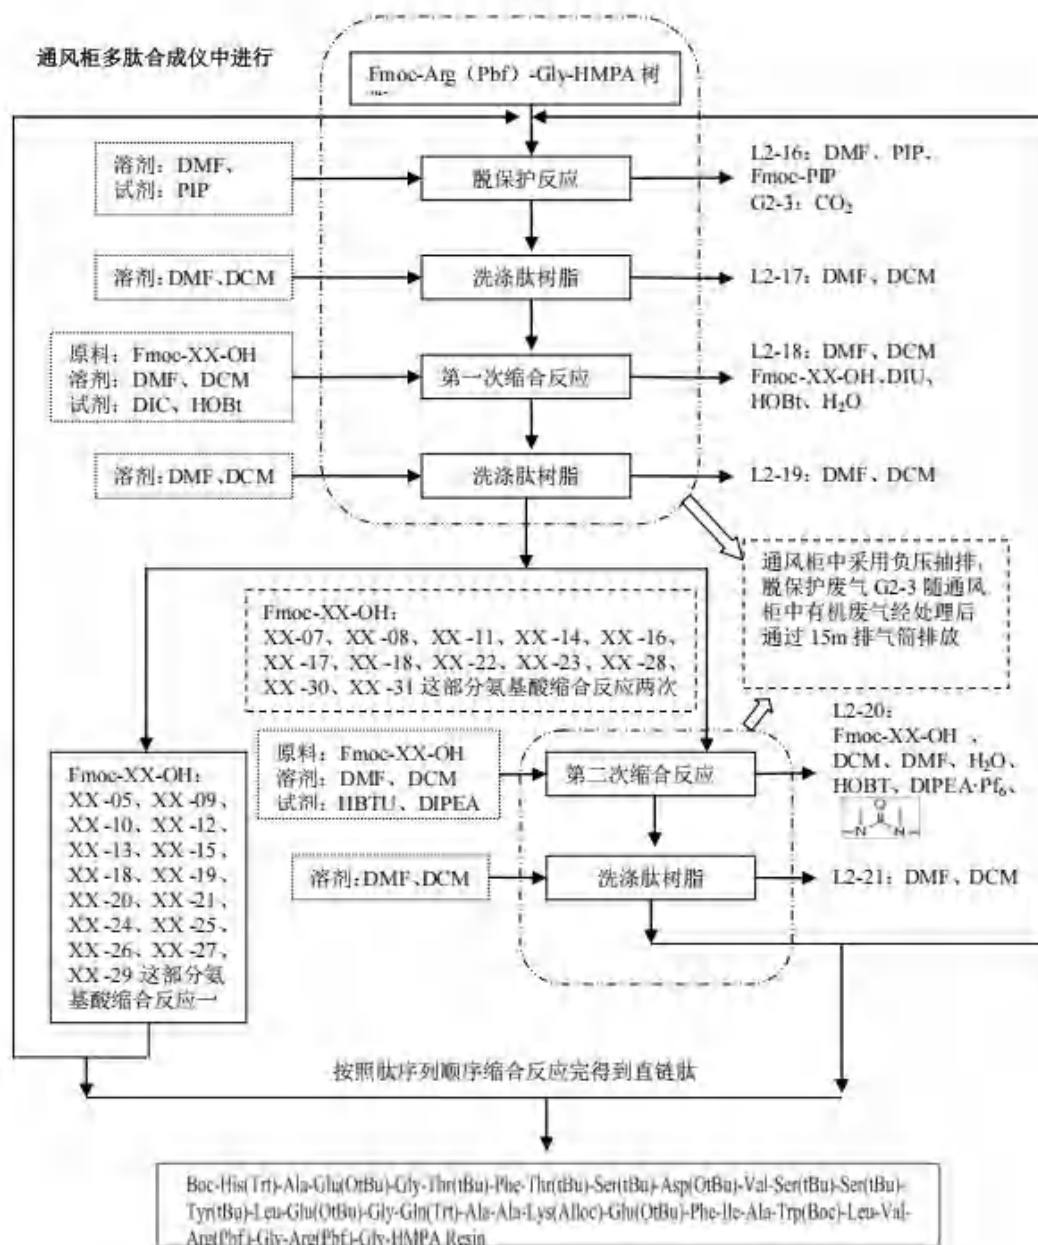 通风柜多肽合成仪中进行
Fmoc-Arg（Pbf）-Gly-HMPA 树
溶剂：DMF、
试剂：PIP
脱保护反应
L2-16：DMF、PIP、
Fmoc-PIP
G2-3：CO₂
溶剂：DMF、DCM
洗涤肽树脂
L2-17：DMF、DCM
原料：Fmoc-XX-OH
溶剂：DMF、DCM
试剂：DIC、HOBt
第一次缩合反应
L2-18：DMF、DCM
Fmoc-XX-OH、DIU、
HOBt、H₂O
溶剂：DMF、DCM
洗涤肽树脂
L2-19：DMF、DCM
通风柜中采用负压抽排，
脱保护废气 G2-3 随通风
柜中有机废气经处理后
通过 15m 排气筒排放
Fmoc-XX-OH：
XX-07、XX-08、XX-11、XX-14、XX-16、
XX-17、XX-18、XX-22、XX-23、XX-28、
XX-30、XX-31 这部分氨基酸缩合反应两次
Fmoc-XX-OH：
XX-05、XX-09、
XX-10、XX-12、
XX-13、XX-15、
XX-18、XX-19、
XX-20、XX-21、
XX-24、XX-25、
XX-26、XX-27、
XX-29 这部分氨
基酸缩合反应一
原料：Fmoc-XX-OH
溶剂：DMF、DCM
试剂：HBTU、DIPEA
第二次缩合反应
L2-20：
Fmoc-XX-OH、
DCM、DMF、H₂O、
HOBT、DIPEA·Pf₆、
O
N N
溶剂：DMF、DCM
洗涤肽树脂
L2-21：DMF、DCM
按照肽序列顺序缩合反应完得到直链肽
Boc-His(Trt)-Ala-Glu(OtBu)-Gly-Thr(tBu)-Phe-Thr(tBu)-Ser(tBu)-Asp(OtBu)-Val-Ser(tBu)-Ser(tBu)-
Tyr(tBu)-Leu-Glu(OtBu)-Gly-Gln(Trt)-Ala-Ala-Lys(Alloc)-Glu(OtBu)-Phe-Ile-Ala-Trp(Boc)-Leu-Val-
Arg(Pbf)-Gly-Arg(Pbf)-Gly-HMPA Resin